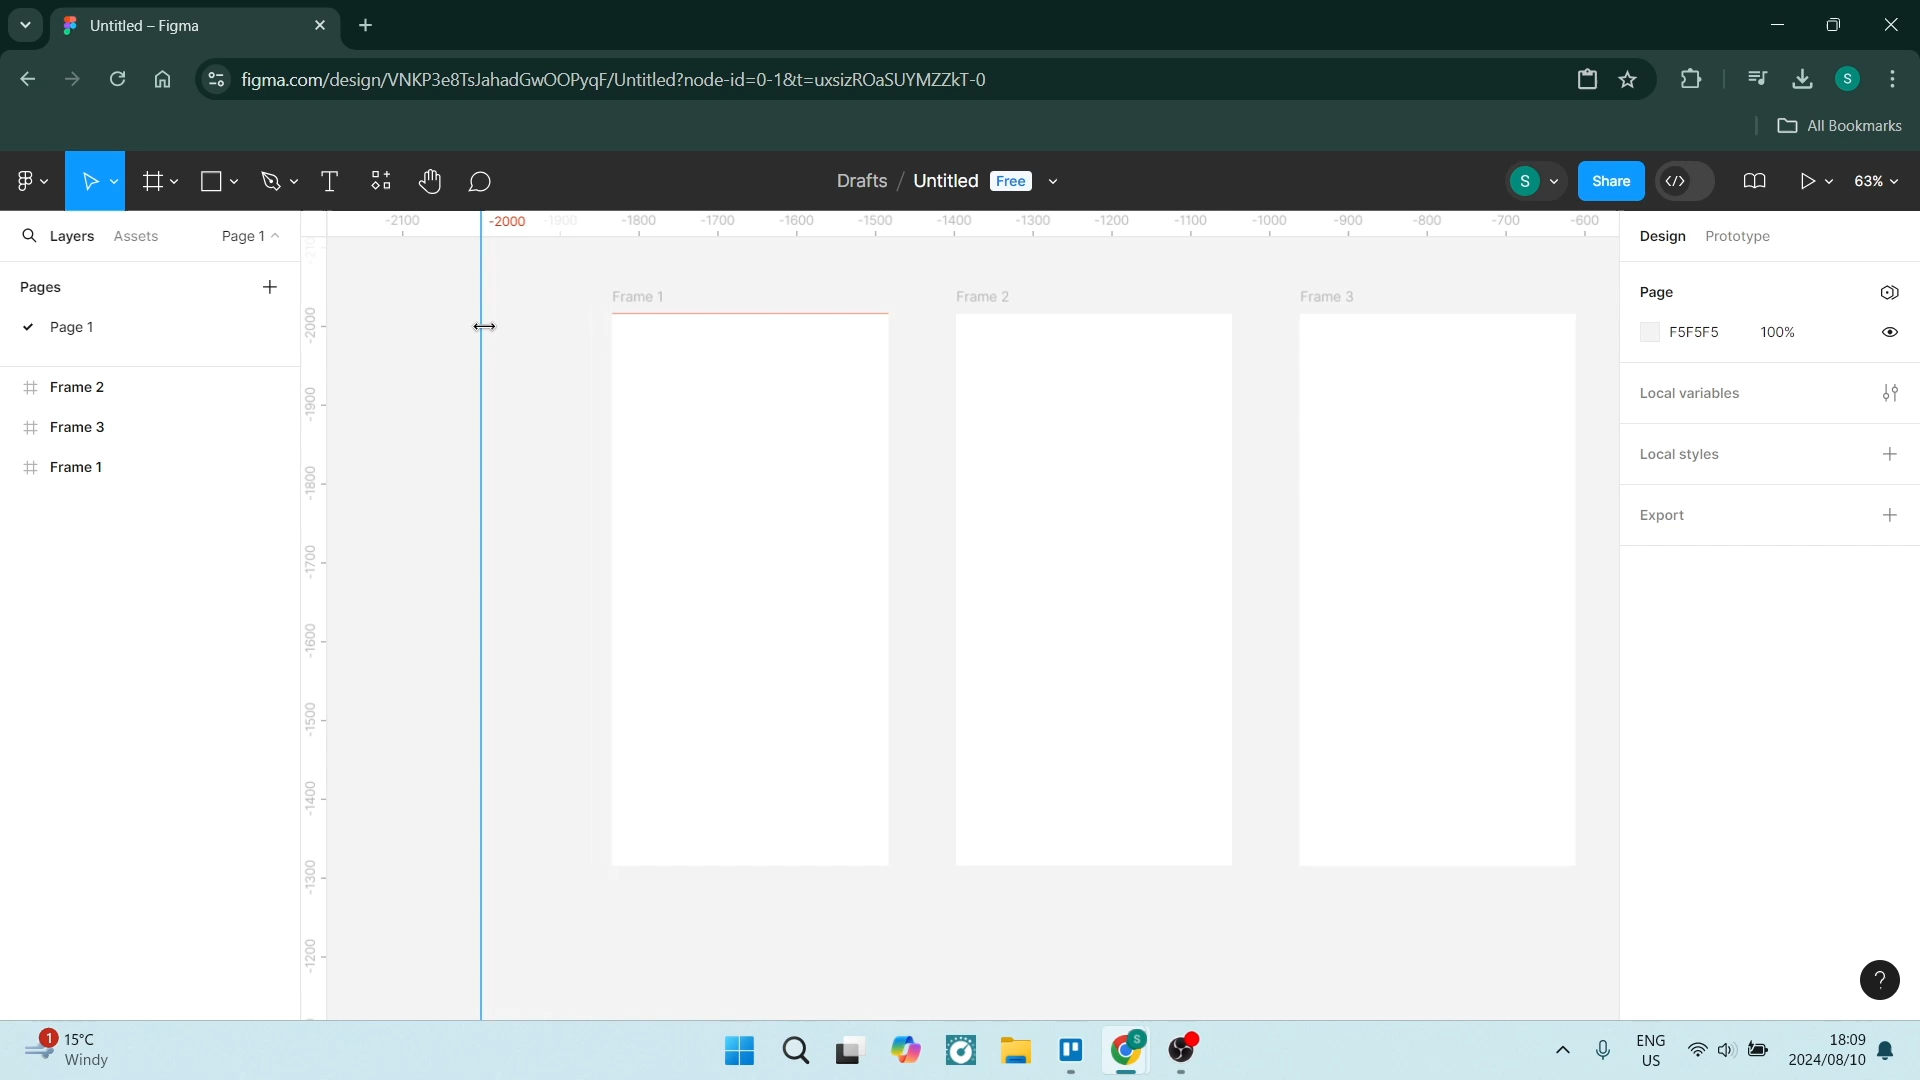 Untitled – Figma
figma.com/design/VNKP3e8TsJahadGwOOPyqF/Untitled?node-id=0-1&t=uxsizROaSUYMZZkT-0
S
All Bookmarks
Drafts / Untitled Free
S
Share
63%
Layers Assets Page 1
-2100 -2000 -1900 -1800 -1700 -1600 -1500 -1400 -1300 -1200 -1100 -1000 -900 -800 -700 -600
Design Prototype
Pages
Page 1
Frame 2
Frame 3
Frame 1
-2000
-1900
-1800
-1700
-1600
-1500
-1400
-1300
-1200
Frame 1
Frame 2
Frame 3
Page
F5F5F5 100%
Local variables
Local styles
Export
?
1
15°C
Windy
S
ENG
US
18:09
2024/08/10